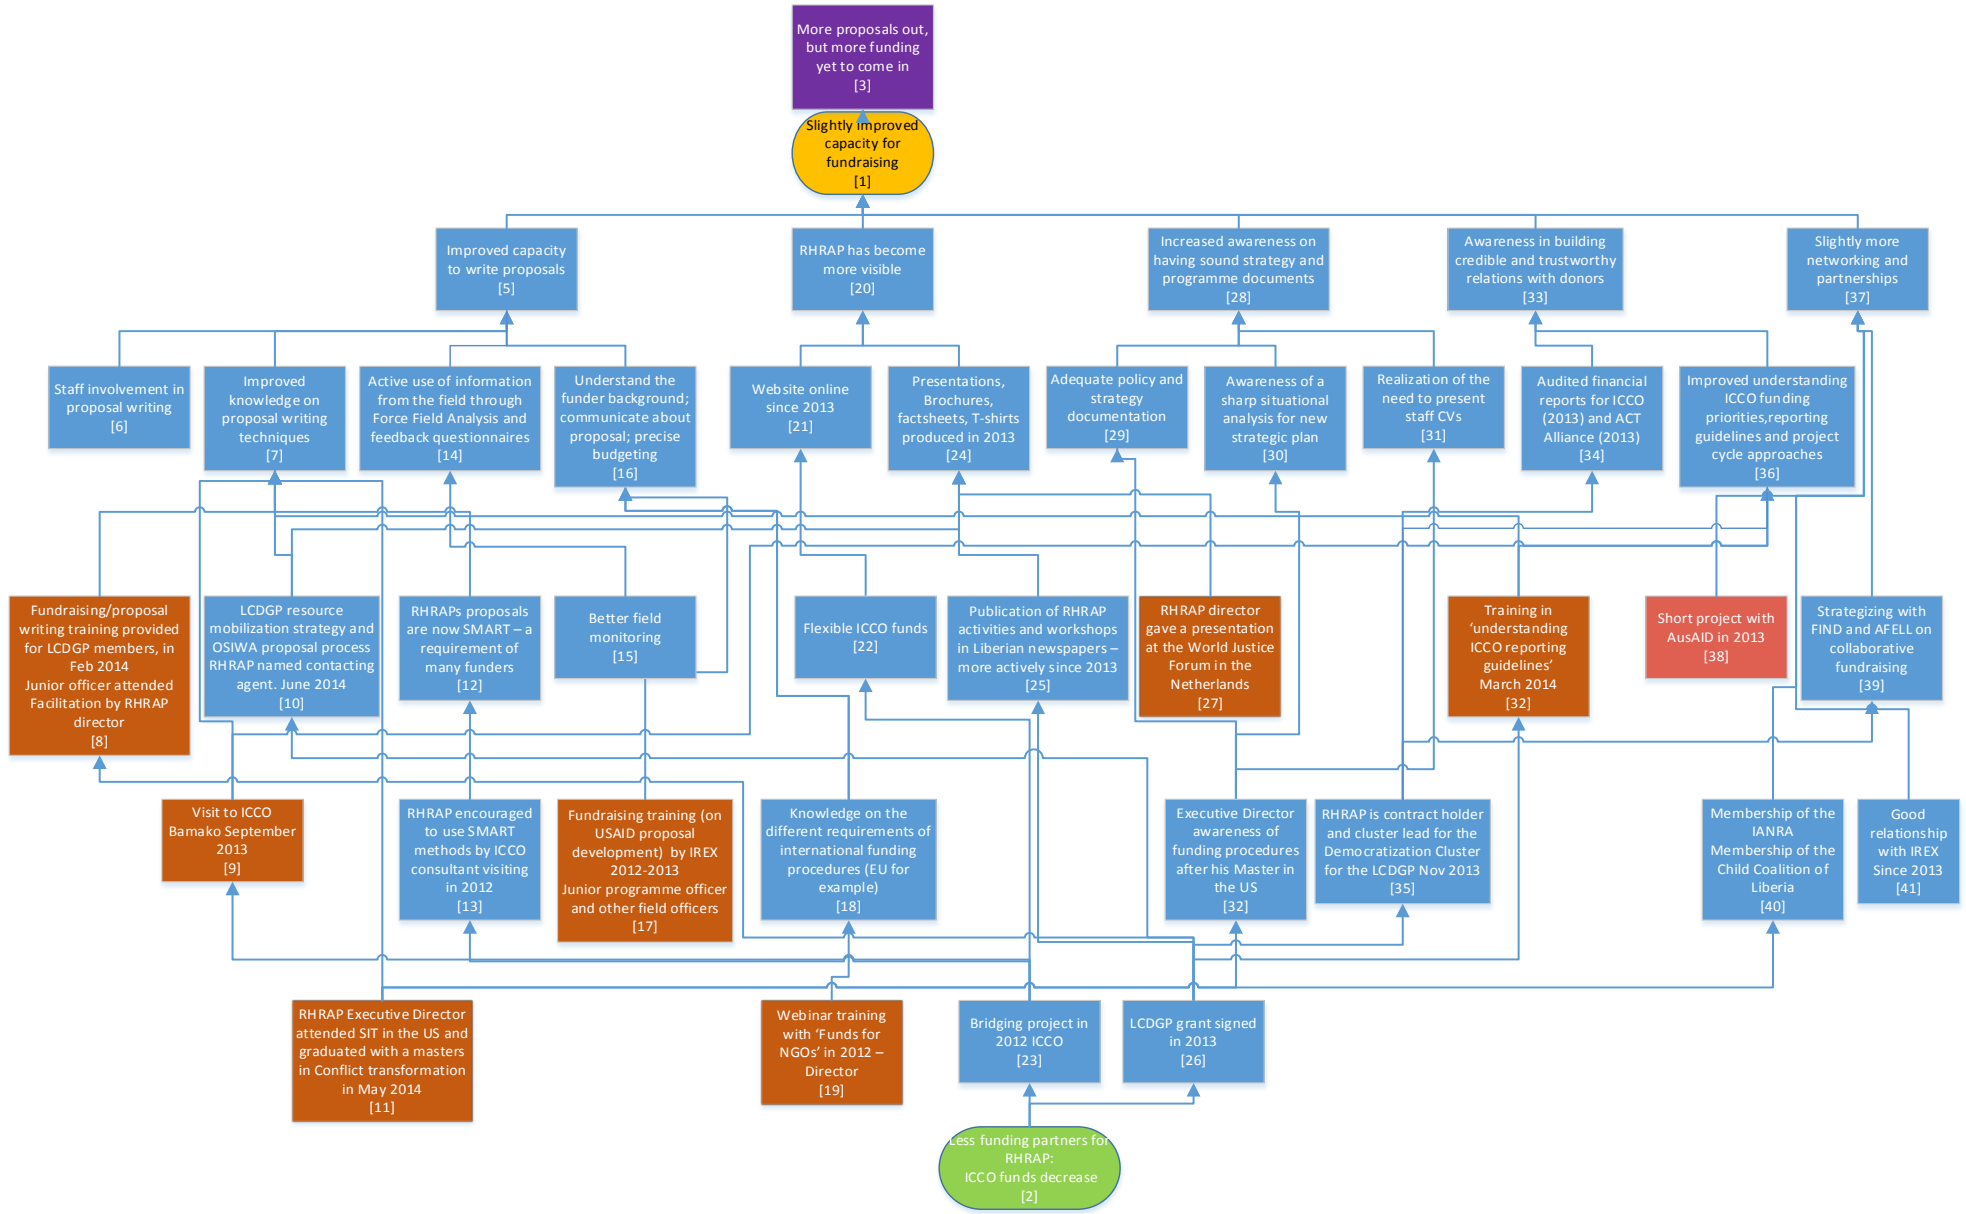 More proposals out,
but more funding
yet to come in
[3]
Slightly improved
capacity for
fundraising
[1]
Improved capacity
to write proposals
[5]
RHRAP has become
more visible
[20]
Increased awareness on
having sound strategy and
programme documents
[28]
Awareness in building
credible and trustworthy
relations with donors
[33]
Slightly more
networking and
partnerships
[37]
Staff involvement in
proposal writing
[6]
Improved
knowledge on
proposal writing
techniques
[7]
Active use of information
from the field through
Force Field Analysis and
feedback questionnaires
[14]
Understand the
funder background;
communicate about
proposal; precise
budgeting
[16]
Website online
since 2013
[21]
Presentations,
Brochures,
factsheets, T-shirts
produced in 2013
[24]
Adequate policy and
strategy
documentation
[29]
Awareness of a
sharp situational
analysis for new
strategic plan
[30]
Realization of the
need to present
staff CVs
[31]
Audited financial
reports for ICCO
(2013) and ACT
Alliance (2013)
[34]
Improved understanding
ICCO funding
priorities,reporting
guidelines and project
cycle approaches
[36]
Fundraising/proposal
writing training provided
for LCDGP members, in
Feb 2014
Junior officer attended
Facilitation by RHRAP
director
[8]
LCDGP resource
mobilization strategy and
OSIWA proposal process
RHRAP named contacting
agent. June 2014
[10]
RHRAPs proposals
are now SMART – a
requirement of
many funders
[12]
Better field
monitoring
[15]
Flexible ICCO funds
[22]
Publication of RHRAP
activities and workshops
in Liberian newspapers –
more actively since 2013
[25]
RHRAP director
gave a presentation
at the World Justice
Forum in the
Netherlands
[27]
Training in
‘understanding
ICCO reporting
guidelines’
March 2014
[32]
Short project with
AusAID in 2013
[38]
Strategizing with
FIND and AFELL on
collaborative
fundraising
[39]
Visit to ICCO
Bamako September
2013
[9]
RHRAP encouraged
to use SMART
methods by ICCO
consultant visiting
in 2012
[13]
Fundraising training (on
USAID proposal
development) by IREX
2012-2013
Junior programme officer
and other field officers
[17]
Knowledge on the
different requirements of
international funding
procedures (EU for
example)
[18]
Executive Director
awareness of
funding procedures
after his Master in
the US
[32]
RHRAP is contract holder
and cluster lead for the
Democratization Cluster
for the LCDGP Nov 2013
[35]
Membership of the
IANRA
Membership of the
Child Coalition of
Liberia
[40]
Good
relationship
with IREX
Since 2013
[41]
RHRAP Executive Director
attended SIT in the US and
graduated with a masters
in Conflict transformation
in May 2014
[11]
Webinar training
with ‘Funds for
NGOs’ in 2012 –
Director
[19]
Bridging project in
2012 ICCO
[23]
LCDGP grant signed
in 2013
[26]
Less funding partners for
RHRAP:
ICCO funds decrease
[2]